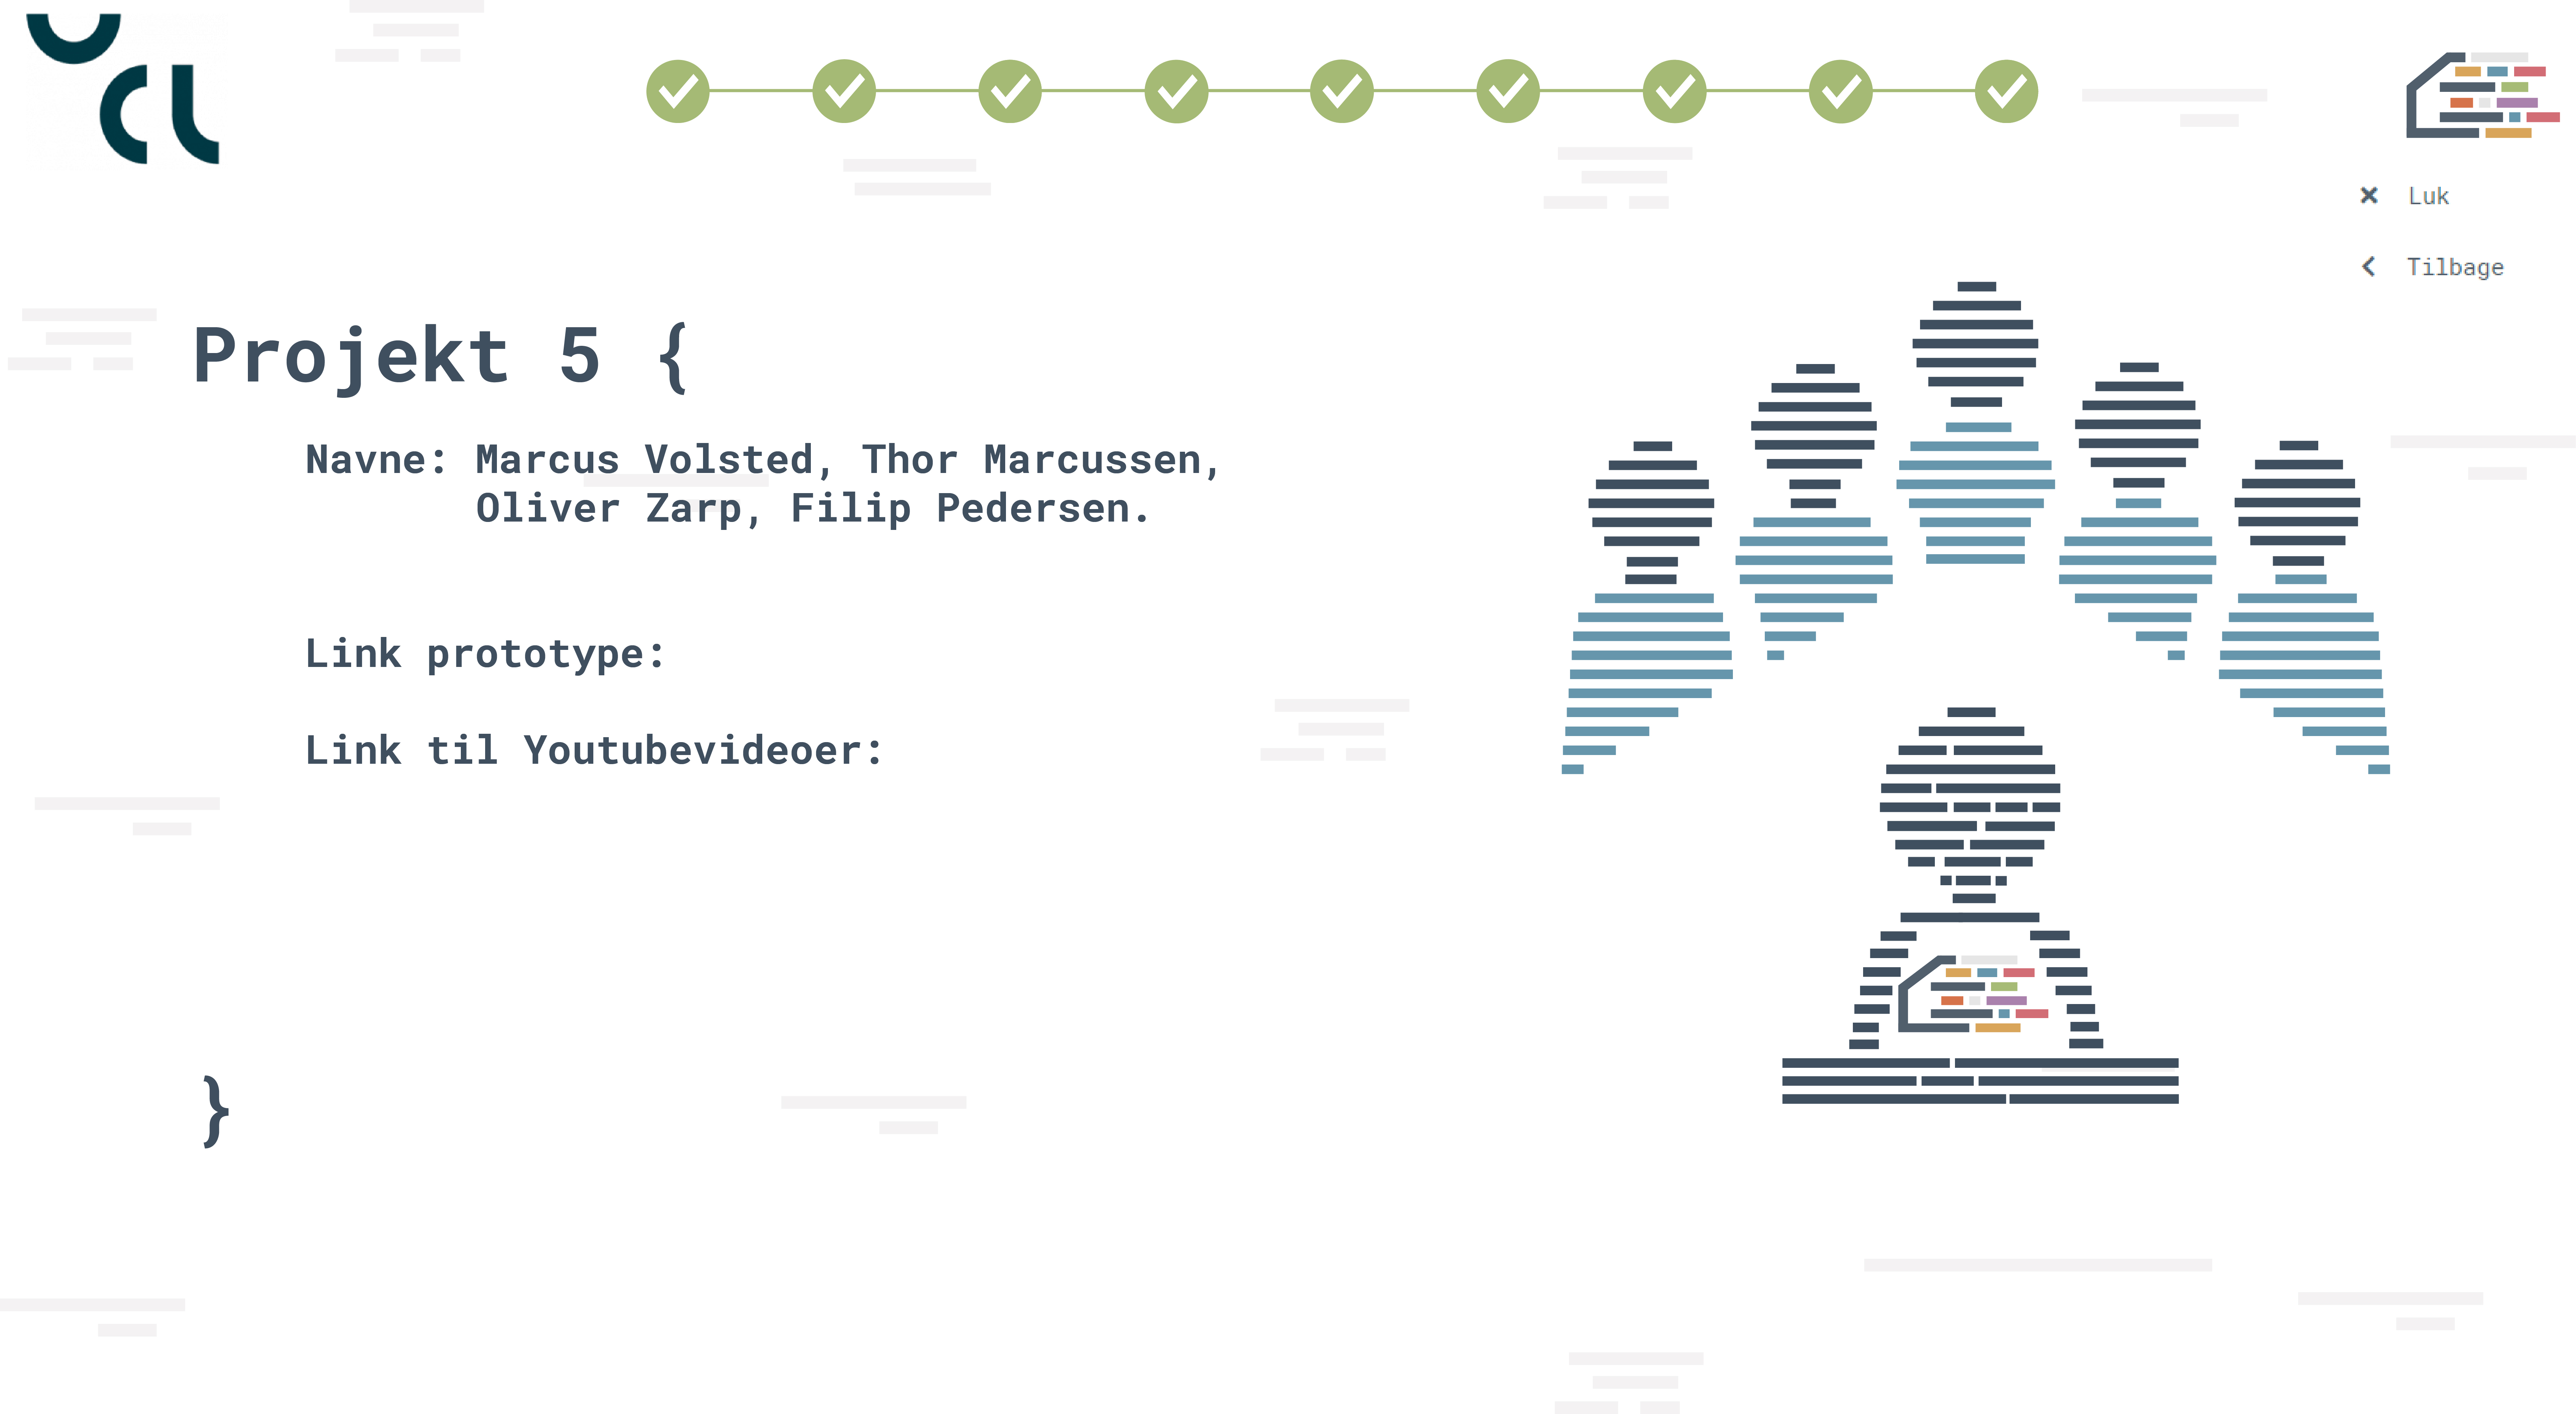 UCL
Luk
Tilbage
Projekt 5 {
Navne: Marcus Volsted, Thor Marcussen,
Oliver Zarp, Filip Pedersen.
Link prototype:
Link til Youtubevideoer:
}